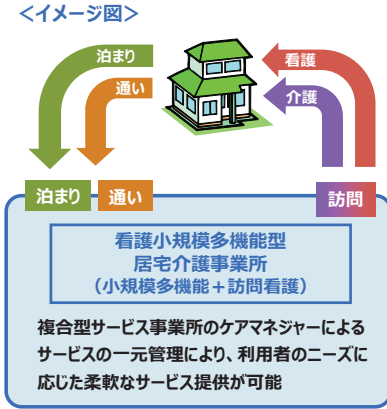 ＜イメージ図＞
泊まり
通い
看護
介護
泊まり
通い
訪問
看護小規模多機能型
居宅介護事業所
（小規模多機能＋訪問看護）
複合型サービス事業所のケアマネジャーによる
サービスの一元管理により、利用者のニーズに
応じた柔軟なサービス提供が可能